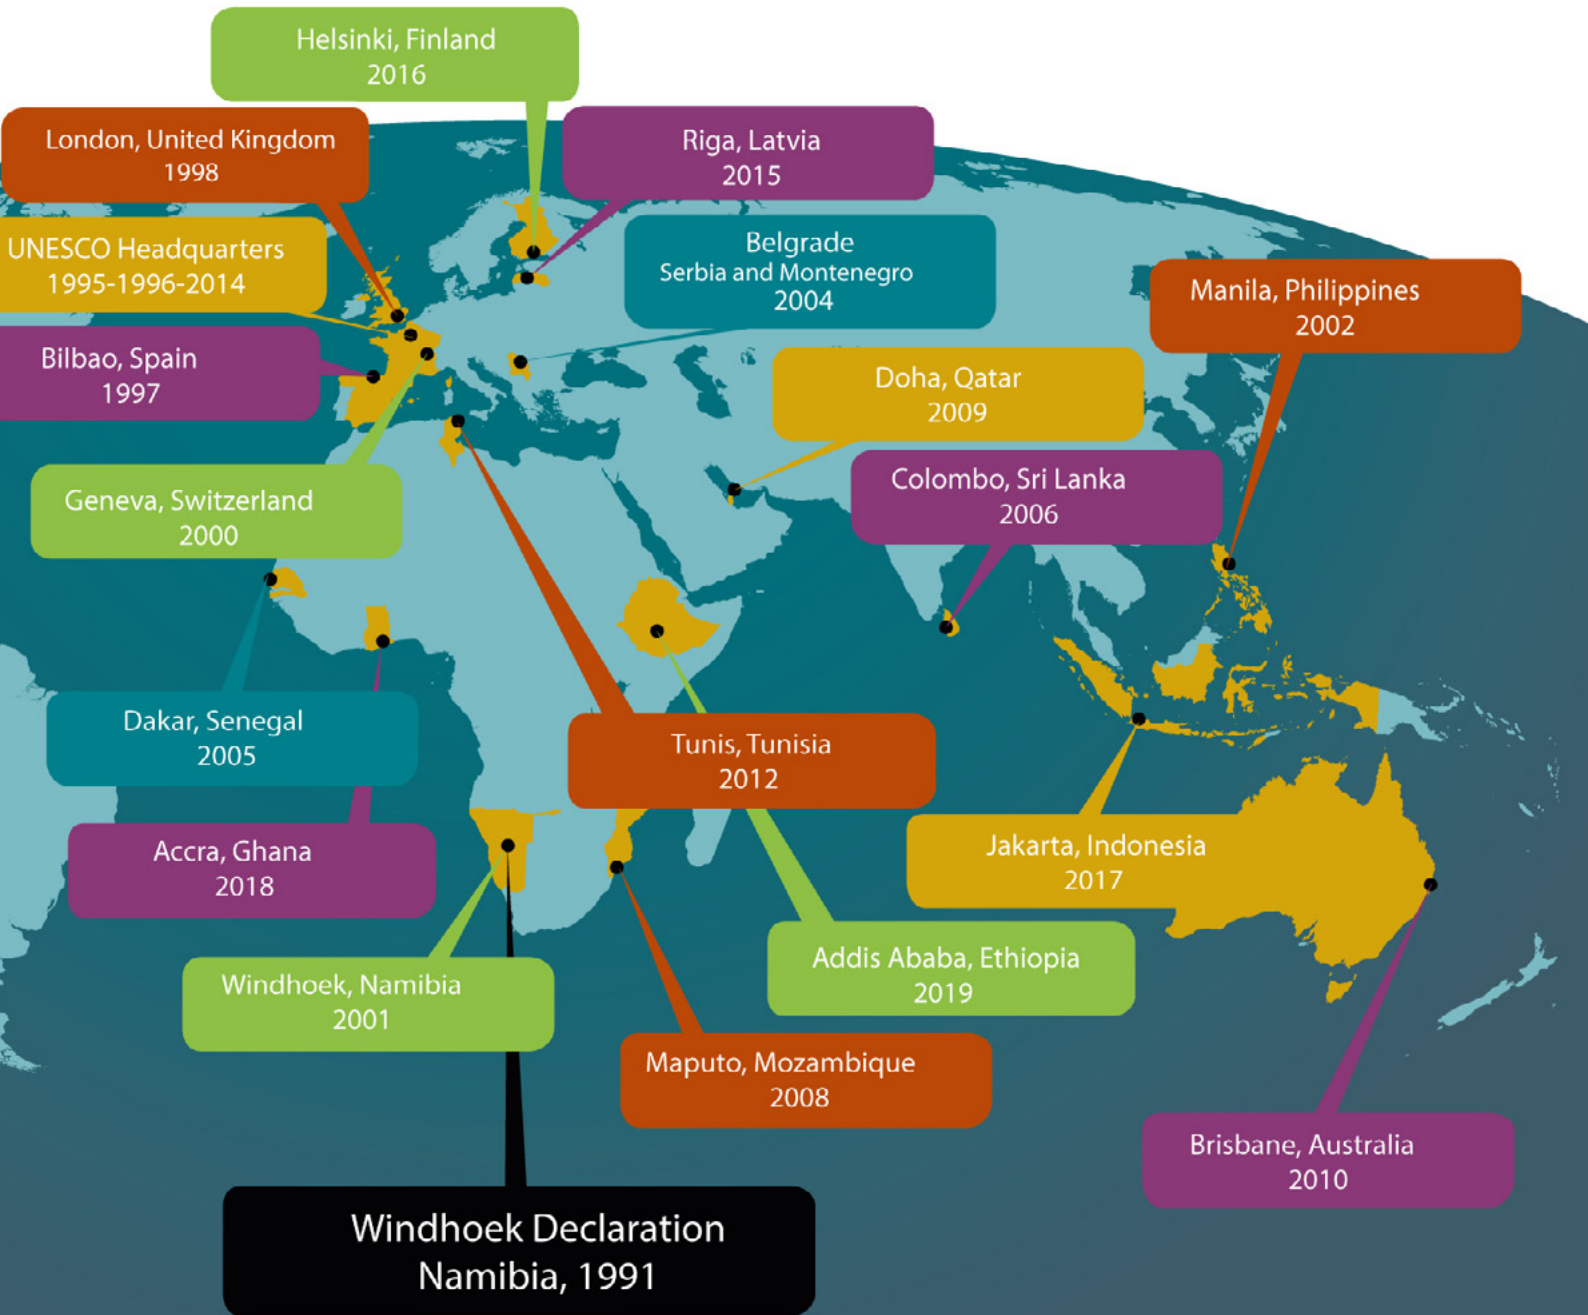 Helsinki, Finland
2016
London, United Kingdom
1998
Riga, Latvia
2015
UNESCO Headquarters
1995-1996-2014
Belgrade
Serbia and Montenegro
2004
Manila, Philippines
2002
Bilbao, Spain
1997
Doha, Qatar
2009
Geneva, Switzerland
2000
Colombo, Sri Lanka
2006
Dakar, Senegal
2005
Tunis, Tunisia
2012
Accra, Ghana
2018
Jakarta, Indonesia
2017
Windhoek, Namibia
2001
Addis Ababa, Ethiopia
2019
Maputo, Mozambique
2008
Brisbane, Australia
2010
Windhoek Declaration
Namibia, 1991